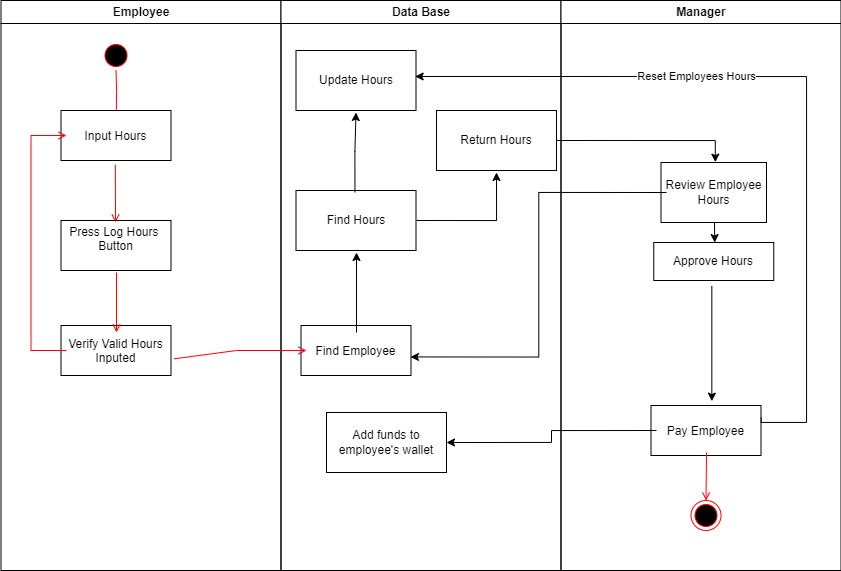 Employee
Data Base
Manager
Update Hours
Reset Employees Hours
Input Hours
Return Hours
Review Employee
Hours
Press Log Hours
Button
Find Hours
Approve Hours
Verify Valid Hours
Inputed
Find Employee
Add funds to
employee's wallet
Pay Employee